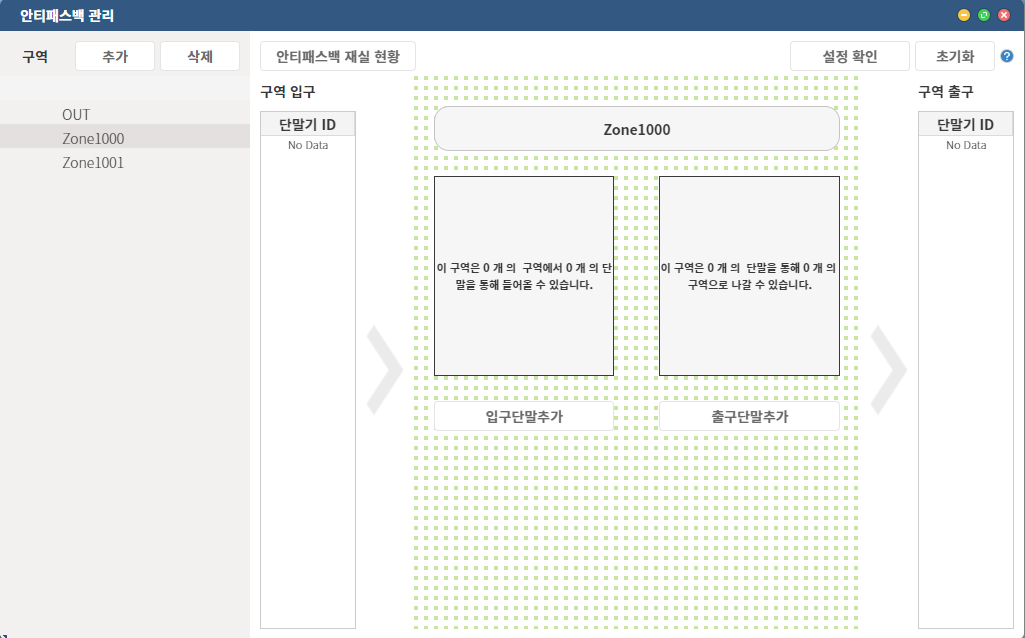 안티패스백 관리
구역 추가 삭제
안티패스백 재실 현황 설정 확인 초기화 ?
OUT
Zone1000
Zone1001
구역 입구
단말기 ID
No Data
Zone1000
이 구역은 0 개 의 구역에서 0 개 의 단
말을 통해 들어올 수 있습니다.
이 구역은 0 개 의 단말을 통해 0 개 의
구역으로 나갈 수 있습니다.
입구단말추가
출구단말추가
구역 출구
단말기 ID
No Data